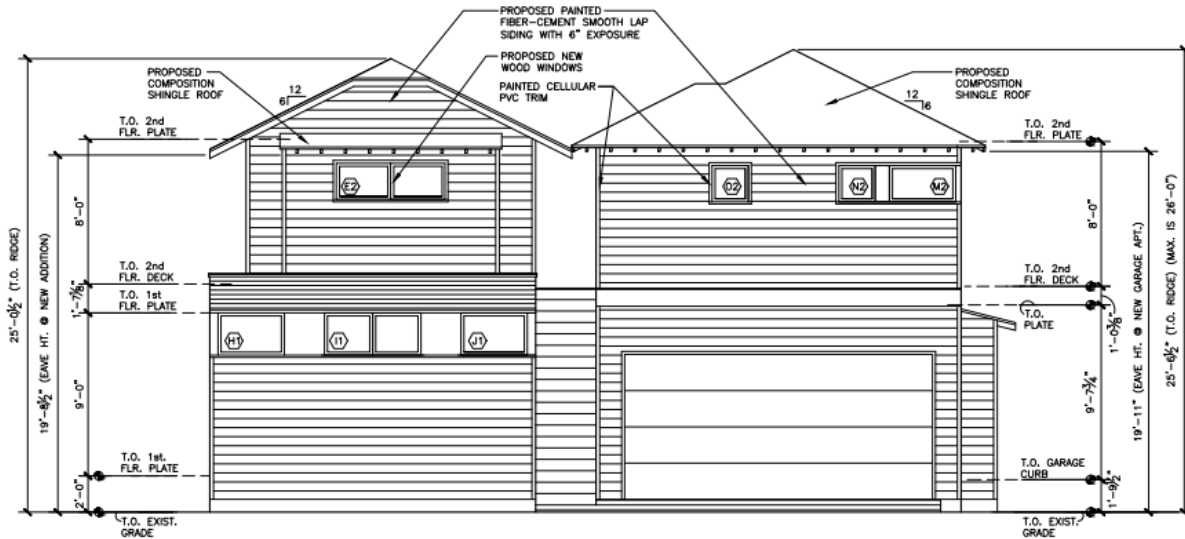 PROPOSED PAINTED
FIBER-CEMENT SMOOTH LAP
SIDING WITH 6" EXPOSURE
PROPOSED NEW
WOOD WINDOWS
PAINTED CELLULAR
PVC TRIM
PROPOSED
COMPOSITION
SHINGLE ROOF
12
6
PROPOSED
COMPOSITION
SHINGLE ROOF
12
6
T.O. 2nd
FLR. PLATE
T.O. 2nd
FLR. DECK
T.O. 1st
FLR. PLATE
T.O. 1st.
FLR. PLATE
T.O. EXIST.
GRADE
25'-0½" (T.O. RIDGE)
19'-8½" (EAVE HT. @ NEW ADDITION)
8'-0"
1'-7⅞"
9'-0"
2'-0"
E2
D2
N2
M2
H1
I1
J1
T.O. 2nd
FLR. PLATE
T.O. 2nd
FLR. DECK
T.O.
PLATE
T.O. GARAGE
CURB
T.O. EXIST.
GRADE
8'-0"
1'-0⅜"
9'-7¾"
1'-9½"
19'-11" (EAVE HT. @ NEW GARAGE APT.)
25'-6½" (T.O. RIDGE) (MAX. IS 26'-0")